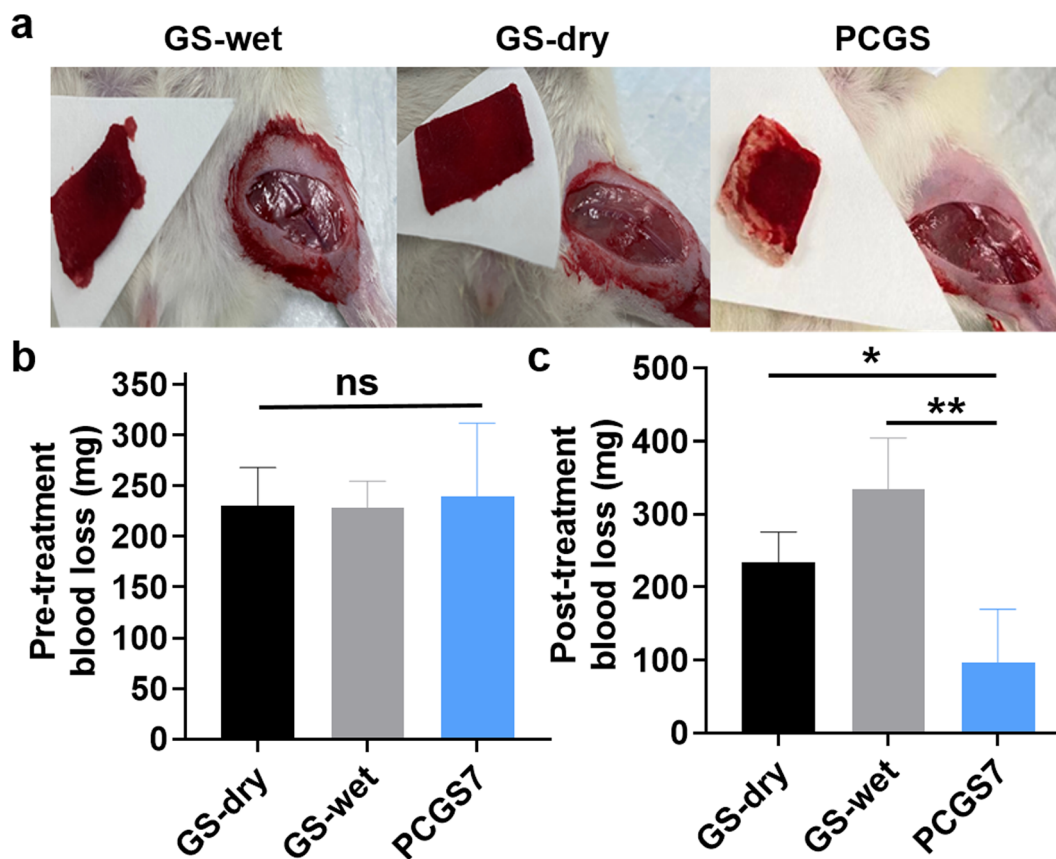 a
GS-wet
GS-dry
PCGS
b
Pre-treatment
blood loss (mg)
350
300
250
200
150
100
50
0
ns
GS-dry
GS-wet
PCGS7
c
Post-treatment
blood loss (mg)
500
400
300
200
100
0
*
**
GS-dry
GS-wet
PCGS7